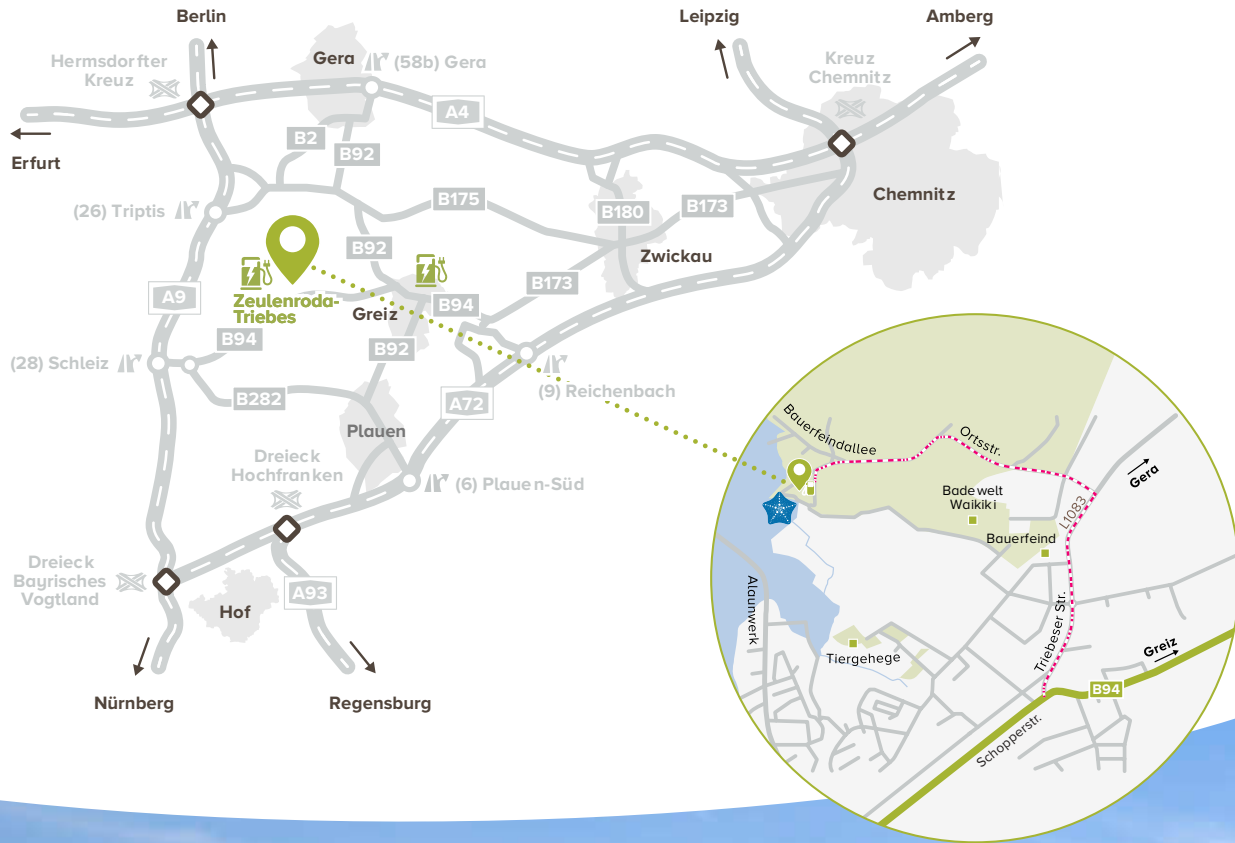 Berlin
Leipzig
Amberg
Hermsdorfter
Kreuz
Gera
(58b) Gera
Kreuz
Chemnitz
A4
B2
B92
Erfurt
Chemnitz
(26) Triptis
B175
B180
B173
B92
Zwickau
Zeulenroda-
Triebes
A9
Greiz
B94
B173
B94
B92
(28) Schleiz
(9) Reichenbach
B282
A72
Plauen
Dreieck
Hochfranken
(6) Plauen-Süd
Dreieck
Bayrisches
Vogtland
Hof
A93
Nürnberg
Regensburg
Bauerfeindallee
Ortsstr.
Gera
Badewelt
Waikiki
L1083
Bauerfeind
Alaunwerk
Triebeser Str.
Tiergehege
Greiz
B94
Schopperstr.